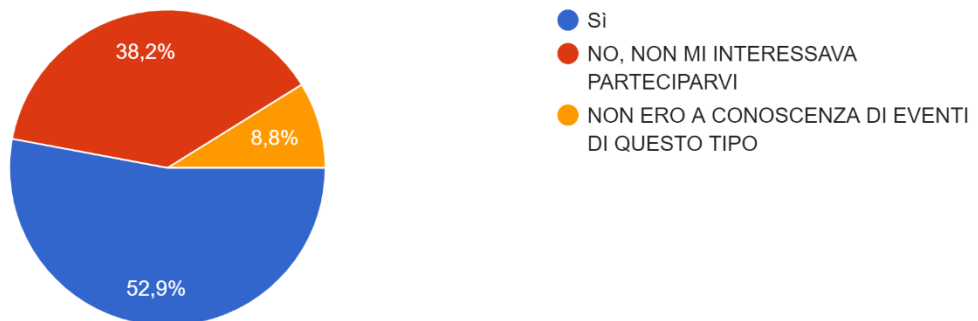 38,2%
8,8%
52,9%
Sì
NO, NON MI INTERESSAVA
PARTECIPARVI
NON ERO A CONOSCENZA DI EVENTI
DI QUESTO TIPO